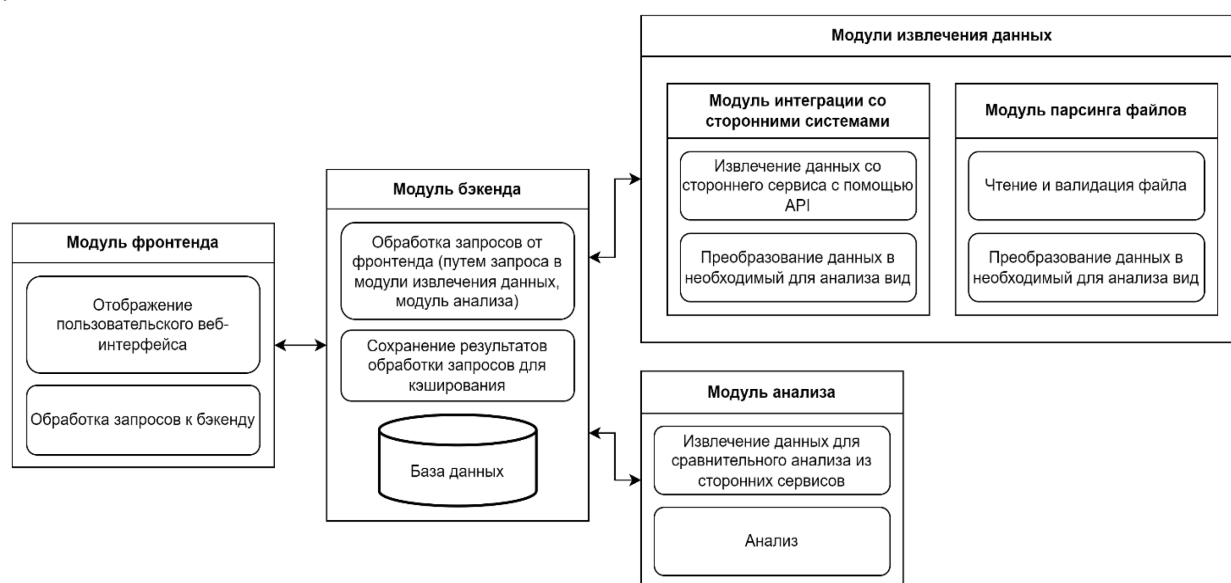 Модули извлечения данных
Модуль интеграции со
сторонними системами
Извлечение данных со
стороннего сервиса с помощью
API
Преобразование данных в
необходимый для анализа вид
Модуль парсинга файлов
Чтение и валидация файла
Преобразование данных в
необходимый для анализа вид
Модуль бэкенда
Обработка запросов от
фронтенда (путем запроса в
модули извлечения данных,
модуль анализа)
Сохранение результатов
обработки запросов для
кэширования
База данных
Модуль фронтенда
Отображение
пользовательского веб-
интерфейса
Обработка запросов к бэкенду
Модуль анализа
Извлечение данных для
сравнительного анализа из
сторонних сервисов
Анализ